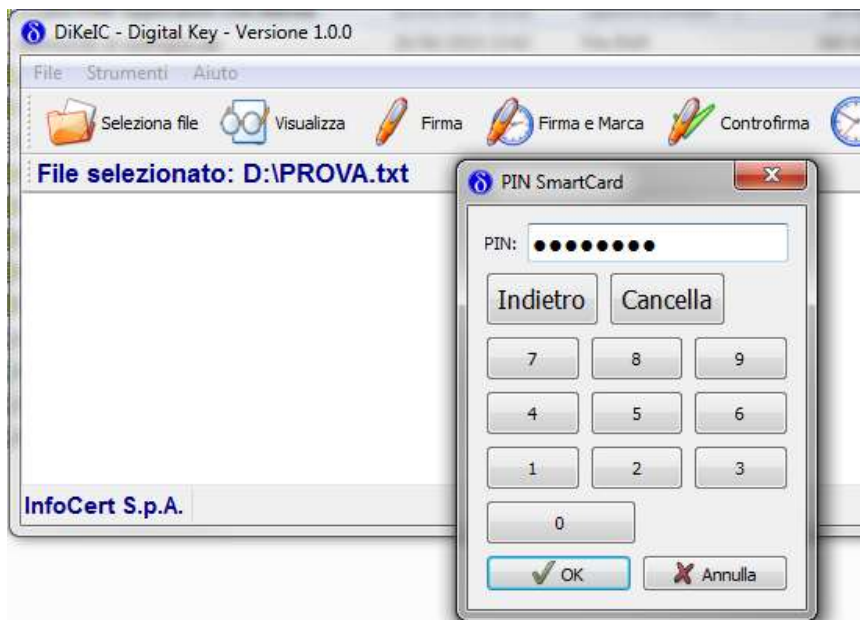 DiKeIC - Digital Key - Versione 1.0.0
File Strumenti Aiuto
Seleziona file Visualizza Firma Firma e Marca Controfirma
File selezionato: D:\PROVA.txt
PIN SmartCard
PIN: ●●●●●●●●
Indietro Cancella
7 8 9
4 5 6
1 2 3
0
OK Annulla
InfoCert S.p.A.